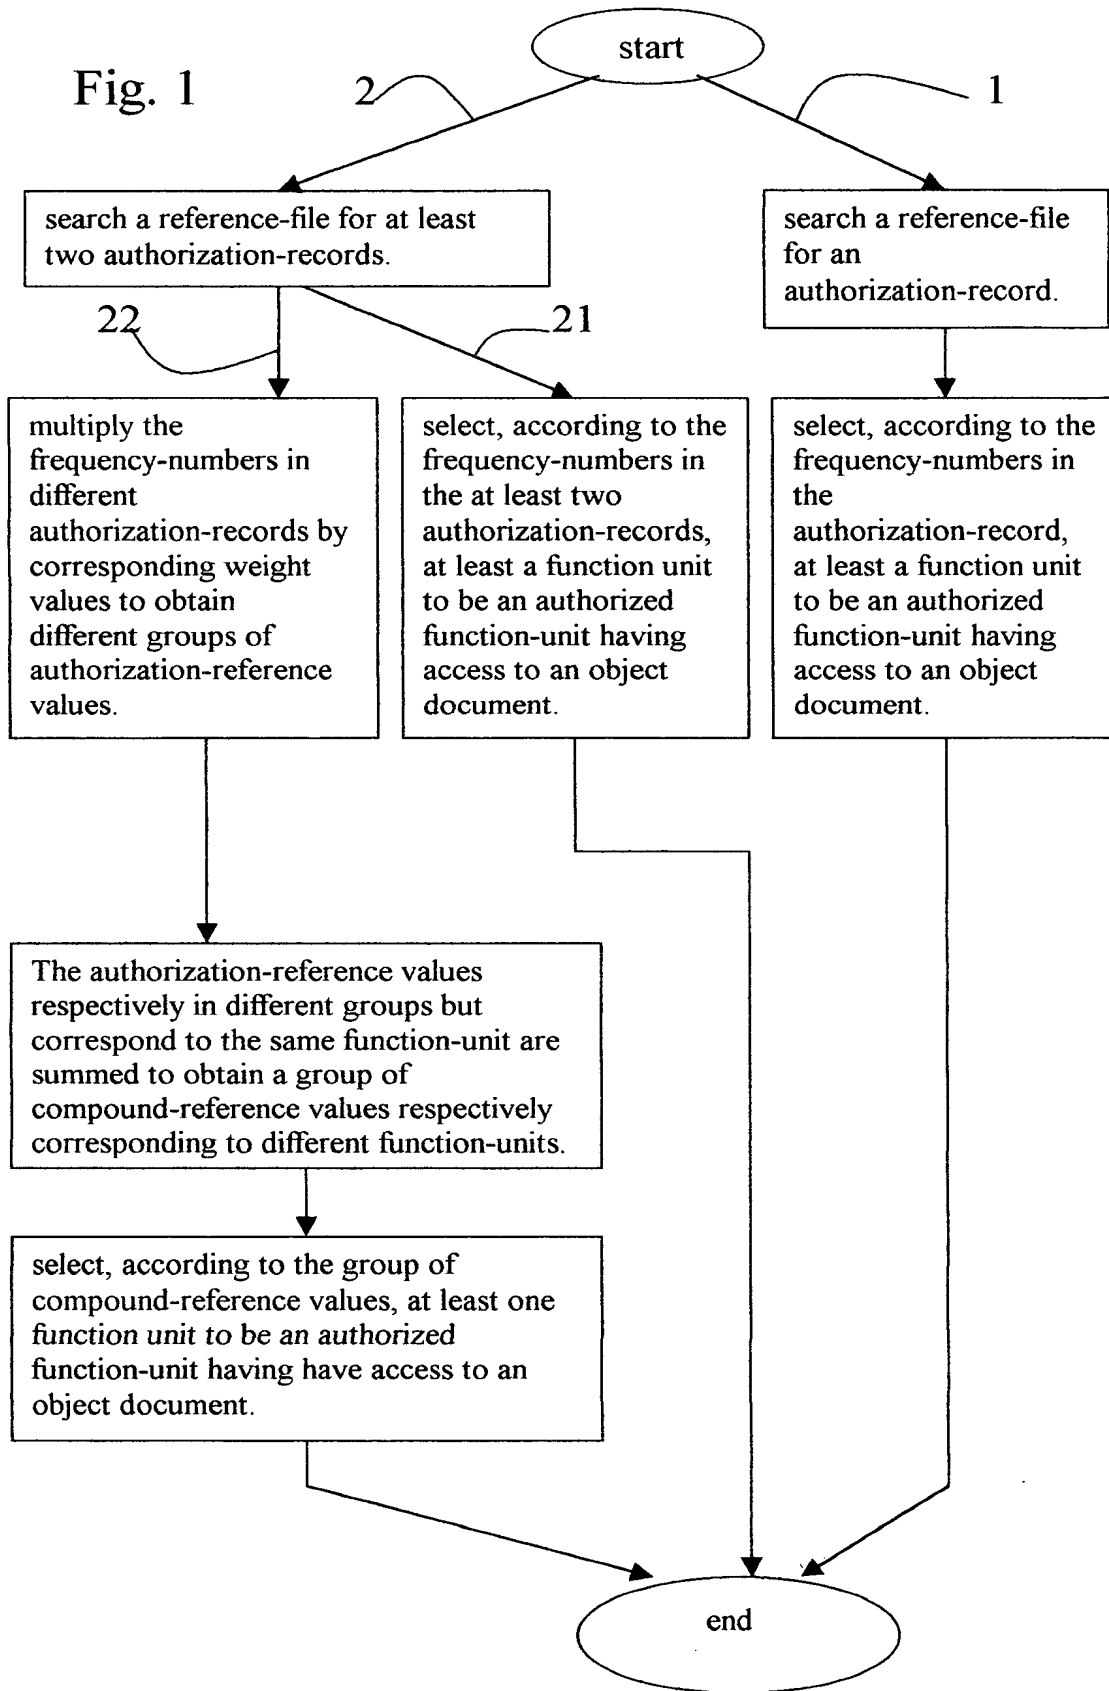 start
Fig. 1
2
1
search a reference-file for at least
two authorization-records.
search a reference-file
for an
authorization-record.
22
21
multiply the
frequency-numbers in
different
authorization-records by
corresponding weight
values to obtain
different groups of
authorization-reference
values.
select, according to the
frequency-numbers in
the at least two
authorization-records,
at least a function unit
to be an authorized
function-unit having
access to an object
document.
select, according to the
frequency-numbers in
the
authorization-record,
at least a function unit
to be an authorized
function-unit having
access to an object
document.
The authorization-reference values
respectively in different groups but
correspond to the same function-unit are
summed to obtain a group of
compound-reference values respectively
corresponding to different function-units.
select, according to the group of
compound-reference values, at least one
function unit to be an authorized
function-unit having have access to an
object document.
end